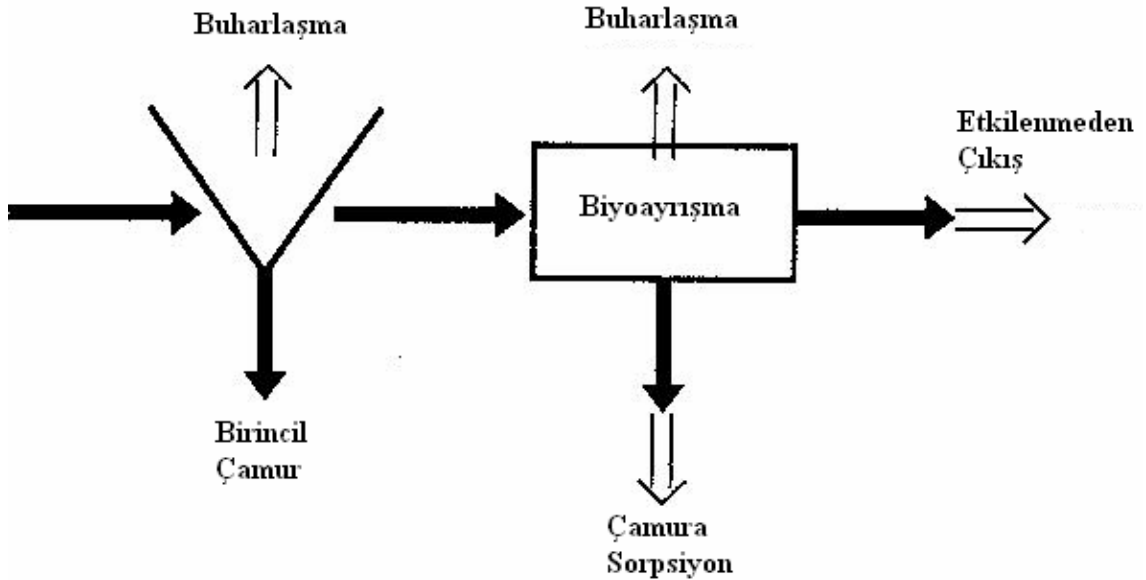 Buharlaşma
Buharlaşma
Etkilenmeden
Çıkış
Biyoayrışma
Birincil
Çamur
Çamura
Sorpsiyon